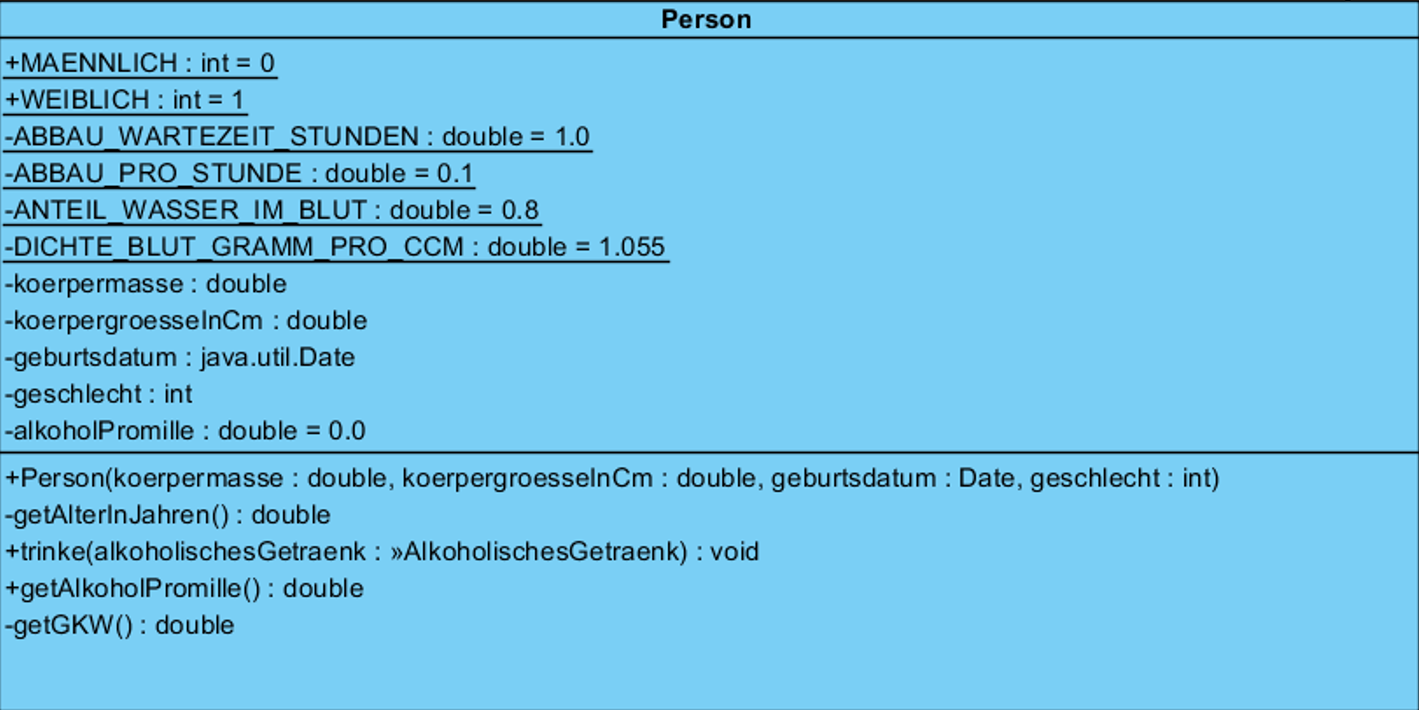 Person
+MAENNLICH : int = 0
+WEIBLICH : int = 1
-ABBAU_WARTEZEIT_STUNDEN : double = 1.0
-ABBAU_PRO_STUNDE : double = 0.1
-ANTEIL_WASSER_IM_BLUT : double = 0.8
-DICHTE_BLUT_GRAMM_PRO_CCM : double = 1.055
-koerpermasse : double
-koerpergroesseInCm : double
-geburtsdatum : java.util.Date
-geschlecht : int
-alkoholPromille : double = 0.0
+Person(koerpermasse : double, koerpergroesseInCm : double, geburtsdatum : Date, geschlecht : int)
-getAlterInJahren() : double
+trinke(alkoholischesGetraenk : »AlkoholischesGetraenk) : void
+getAlkoholPromille() : double
-getGKW() : double